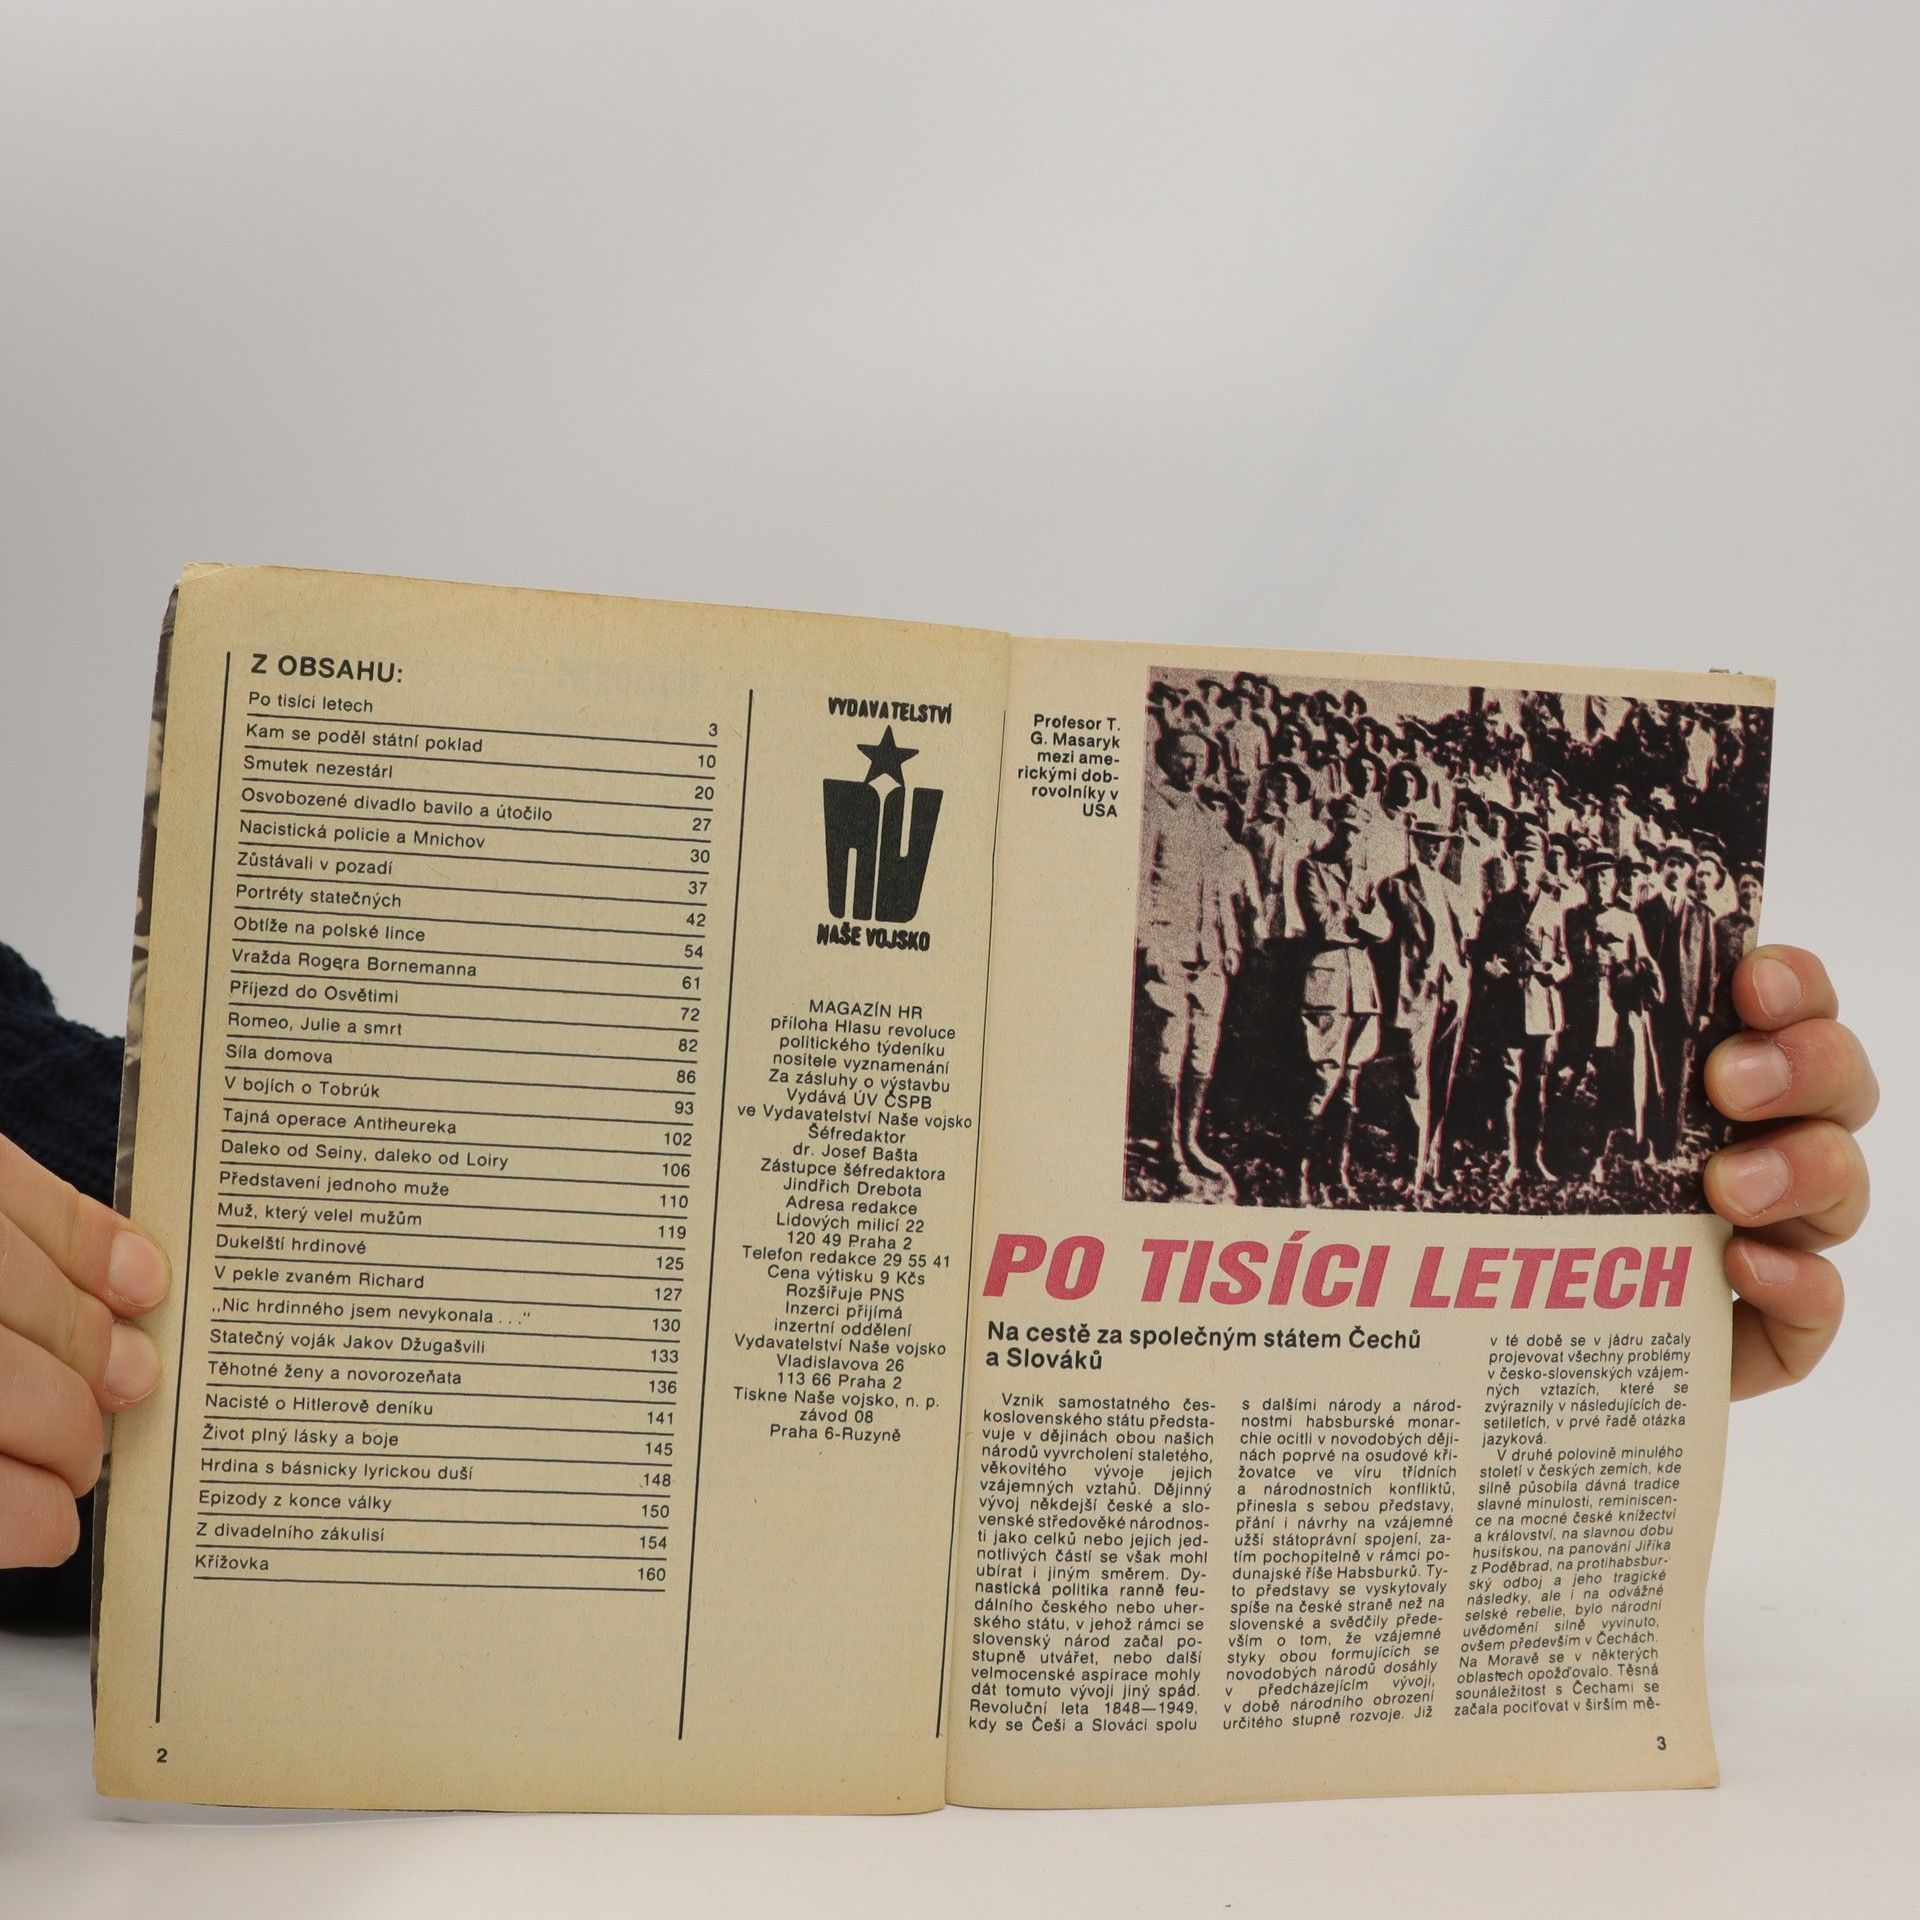 Z OBSAHU:
Po tisíci letech 3
Kam se poděl státní poklad 10
Smutek nezestárl 20
Osvobozené divadlo bavilo a útočilo 27
Nacistická policie a Mnichov 30
Zůstávali v pozadí 37
Portréty statečných 42
Obtíže na polské lince 54
Vražda Rogera Bornemanna 61
Příjezd do Osvětimi 72
Romeo, Julie a smrt 82
Síla domova 86
V bojích o Tobrúk 93
Tajná operace Antiheureka 102
Daleko od Seiny, daleko od Loiry 106
Představení jednoho muže 110
Muž, který velel mužům 119
Dukelští hrdinové 125
V pekle zvaném Richard 127
„Nic hrdinného jsem nevykonala . . .“ 130
Statečný voják Jakov Džugašvili 133
Těhotné ženy a novorozeňata 136
Nacisté o Hitlerově deníku 141
Život plný lásky a boje 145
Hrdina s básnicky lyrickou duší 148
Epizody z konce války 150
Z divadelního zákulisí 154
Křížovka 160
2
VYDAVATELSTVÍ
NV
NAŠE VOJSKO
MAGAZÍN HR
příloha Hlasu revoluce
politického týdeníku
nositele vyznamenání
Za zásluhy o výstavbu
Vydává ÚV ČSPB
ve Vydavatelství Naše vojsko
Šéfredaktor
dr. Josef Bašta
Zástupce šéfredaktora
Jindřich Drebota
Adresa redakce
Lidových milicí 22
120 49 Praha 2
Telefon redakce 29 55 41
Cena výtisku 9 Kčs
Rozšiřuje PNS
Inzerci přijímá
inzertní oddělení
Vydavatelství Naše vojsko
Vladislavova 26
113 66 Praha 2
Tiskne Naše vojsko, n. p.
závod 08
Praha 6-Ruzyně
Profesor T.
G. Masaryk
mezi ame-
rickými dob-
rovolníky v
USA
PO TISÍCI LETECH
Na cestě za společným státem Čechů
a Slováků
Vznik samostatného čes-
koslovenského státu předsta-
vuje v dějinách obou našich
národů vyvrcholení staletého,
věkovitého vývoje jejich
vzájemných vztahů. Dějinný
vývoj někdejší české a slo-
venské středověké národnos-
ti jako celků nebo jejich jed-
notlivých částí se však mohl
ubírat i jiným směrem. Dy-
nastická politika ranně feu-
dálního českého nebo uher-
ského státu, v jehož rámci se
slovenský národ začal po-
stupně utvářet, nebo další
velmocenské aspirace mohly
dát tomuto vývoji jiný spád.
Revoluční leta 1848—1949,
kdy se Češi a Slováci spolu
s dalšími národy a národ-
nostmi habsburské monar-
chie ocitli v novodobých ději-
nách poprvé na osudové kři-
žovatce ve víru třídních
a národnostních konfliktů,
přinesla s sebou představy,
přání i návrhy na vzájemné
užší státoprávní spojení, za-
tím pochopitelně v rámci po-
dunajské říše Habsburků. Ty-
to představy se vyskytovaly
spíše na české straně než na
slovenské a svědčily přede-
vším o tom, že vzájemné
styky obou formujících se
novodobých národů dosáhly
v předcházejícím vývoji,
v době národního obrození
určitého stupně rozvoje. Již
v té době se v jádru začaly
projevovat všechny problémy
v česko-slovenských vzájem-
ných vztazích, které se
zvýraznily v následujících de-
setiletích, v prvé řadě otázka
jazyková.
V druhé polovině minulého
století v českých zemích, kde
silně působila dávná tradice
slavné minulosti, reminiscen-
ce na mocné české knížectví
a království, na slavnou dobu
husitskou, na panování Jiříka
z Poděbrad, na protihabsbur-
ský odboj a jeho tragické
následky, ale i na odvážné
selské rebelie, bylo národní
uvědomění silně vyvinuto,
ovšem především v Čechách.
Na Moravě se v některých
oblastech opožďovalo. Těsná
sounáležitost s Čechami se
začala pociťovat v širším mě-
3